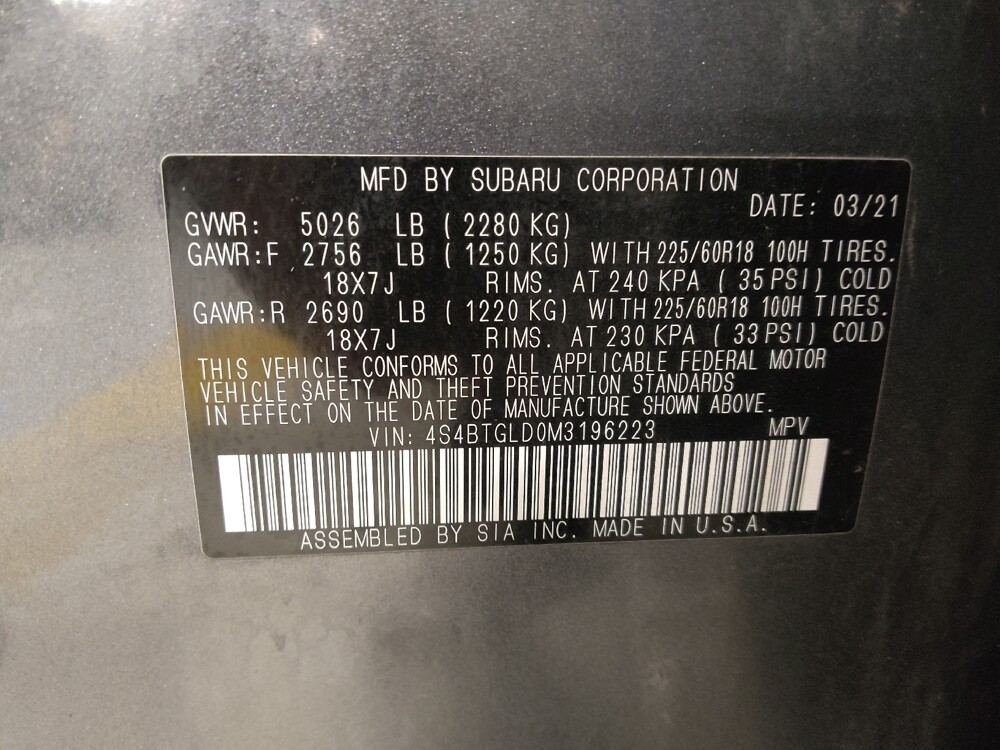 MFD BY SUBARU CORPORATION
DATE: 03/21
GVWR: 5026 LB ( 2280 KG)
GAWR:F 2756 LB ( 1250 KG) WITH 225/60R18 100H TIRES.
18X7J RIMS. AT 240 KPA ( 35 PSI) COLD
GAWR:R 2690 LB ( 1220 KG) WITH 225/60R18 100H TIRES.
18X7J RIMS. AT 230 KPA ( 33 PSI) COLD
THIS VEHICLE CONFORMS TO ALL APPLICABLE FEDERAL MOTOR
VEHICLE SAFETY AND THEFT PREVENTION STANDARDS
IN EFFECT ON THE DATE OF MANUFACTURE SHOWN ABOVE.
VIN: 4S4BTGLD0M3196223 MPV
ASSEMBLED BY SIA INC. MADE IN U.S.A.